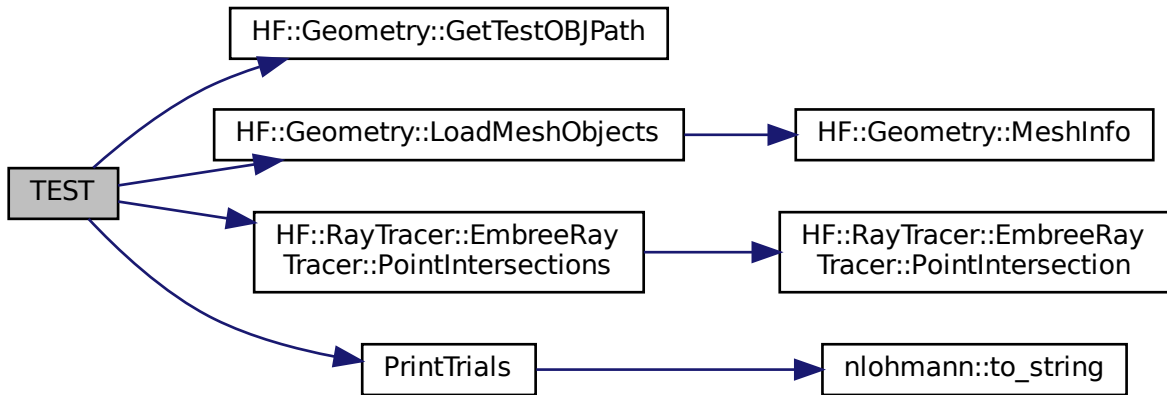 HF::Geometry::GetTestOBJPath
HF::Geometry::LoadMeshObjects
HF::Geometry::MeshInfo
TEST
HF::RayTracer::EmbreeRay
Tracer::PointIntersections
HF::RayTracer::EmbreeRay
Tracer::PointIntersection
PrintTrials
nlohmann::to_string